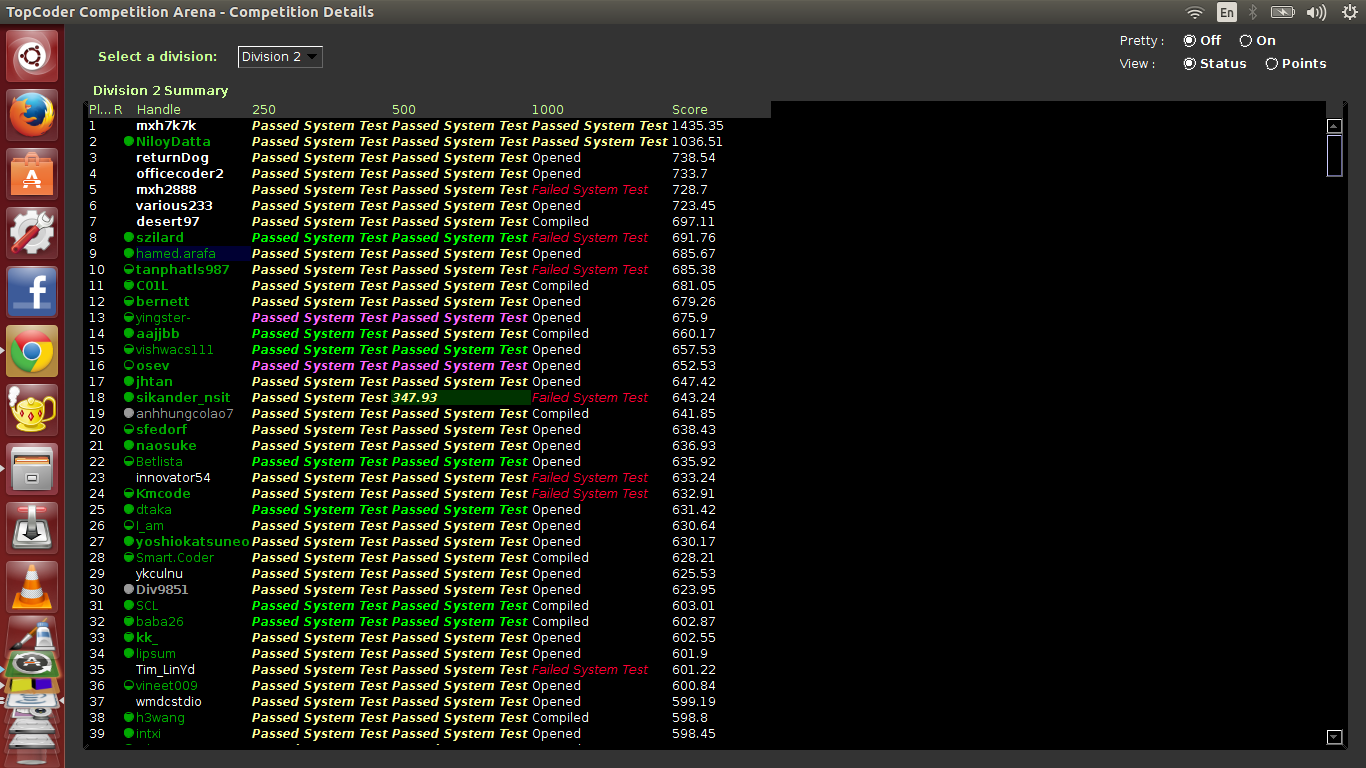 TopCoder Competition Arena - Competition Details
En
Pretty : Off On
Select a division: Division 2
View : Status Points
Division 2 Summary
Pl... R Handle 250 500 1000 Score
1 mxh7k7k Passed System Test Passed System Test Passed System Test 1435.35
2 NiloyDatta Passed System Test Passed System Test Passed System Test 1036.51
3 returnDog Passed System Test Passed System Test Opened 738.54
4 officecoder2 Passed System Test Passed System Test Opened 733.7
5 mxh2888 Passed System Test Passed System Test Failed System Test 728.7
6 various233 Passed System Test Passed System Test Opened 723.45
7 desert97 Passed System Test Passed System Test Compiled 697.11
8 szilard Passed System Test Passed System Test Failed System Test 691.76
9 hamed.arafa Passed System Test Passed System Test Opened 685.67
10 tanphatls987 Passed System Test Passed System Test Failed System Test 685.38
11 C01L Passed System Test Passed System Test Compiled 681.05
12 bernett Passed System Test Passed System Test Opened 679.26
13 yingster- Passed System Test Passed System Test Opened 675.9
14 aajjbb Passed System Test Passed System Test Compiled 660.17
15 vishwacs111 Passed System Test Passed System Test Opened 657.53
16 osev Passed System Test Passed System Test Opened 652.53
17 jhtan Passed System Test Passed System Test Opened 647.42
18 sikander_nsit Passed System Test 347.93 Failed System Test 643.24
19 anhhungcolao7 Passed System Test Passed System Test Compiled 641.85
20 sfedorf Passed System Test Passed System Test Opened 638.43
21 naosuke Passed System Test Passed System Test Opened 636.93
22 Betlista Passed System Test Passed System Test Opened 635.92
23 innovator54 Passed System Test Passed System Test Failed System Test 633.24
24 Kmcode Passed System Test Passed System Test Failed System Test 632.91
25 dtaka Passed System Test Passed System Test Opened 631.42
26 I_am Passed System Test Passed System Test Opened 630.64
27 yoshiokatsuneo Passed System Test Passed System Test Opened 630.17
28 Smart.Coder Passed System Test Passed System Test Compiled 628.21
29 ykculnu Passed System Test Passed System Test Opened 625.53
30 Div9851 Passed System Test Passed System Test Opened 623.95
31 SCL Passed System Test Passed System Test Compiled 603.01
32 baba26 Passed System Test Passed System Test Compiled 602.87
33 kk_ Passed System Test Passed System Test Opened 602.55
34 lipsum Passed System Test Passed System Test Opened 601.9
35 Tim_LinYd Passed System Test Passed System Test Failed System Test 601.22
36 vineet009 Passed System Test Passed System Test Opened 600.84
37 wmdcstdio Passed System Test Passed System Test Opened 599.19
38 h3wang Passed System Test Passed System Test Compiled 598.8
39 intxi Passed System Test Passed System Test Opened 598.45